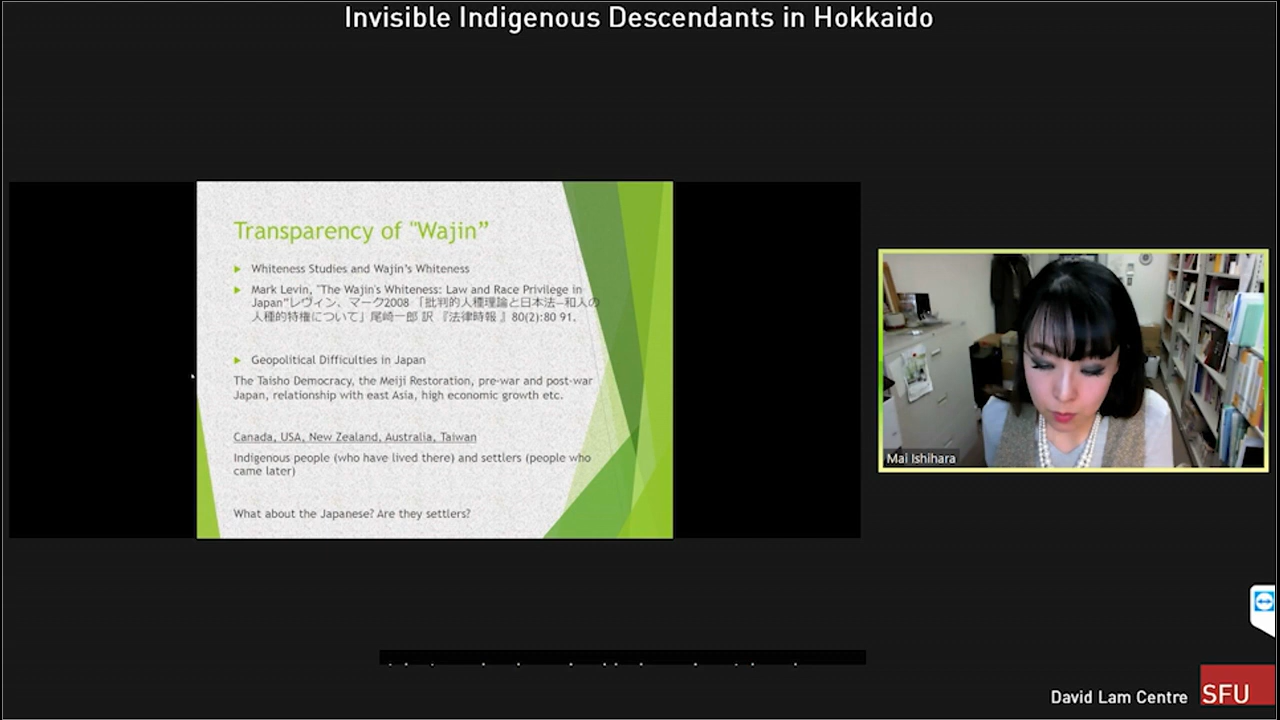 Invisible Indigenous Descendants in Hokkaido
Transparency of "Wajin”
Whiteness Studies and Wajin’s Whiteness
Mark Levin, "The Wajin's Whiteness: Law and Race Privilege in
Japan”レヴィン、マーク2008 「批判的人種理論と日本法—和人の
人種的特権について」尾崎一郎 訳 『法律時報 』80(2):80 91.
Geopolitical Difficulties in Japan
The Taisho Democracy, the Meiji Restoration, pre-war and post-war
Japan, relationship with east Asia, high economic growth etc.
Canada, USA, New Zealand, Australia, Taiwan
Indigenous people (who have lived there) and settlers (people who
came later)
What about the Japanese? Are they settlers?
Mai Ishihara
David Lam Centre
SFU